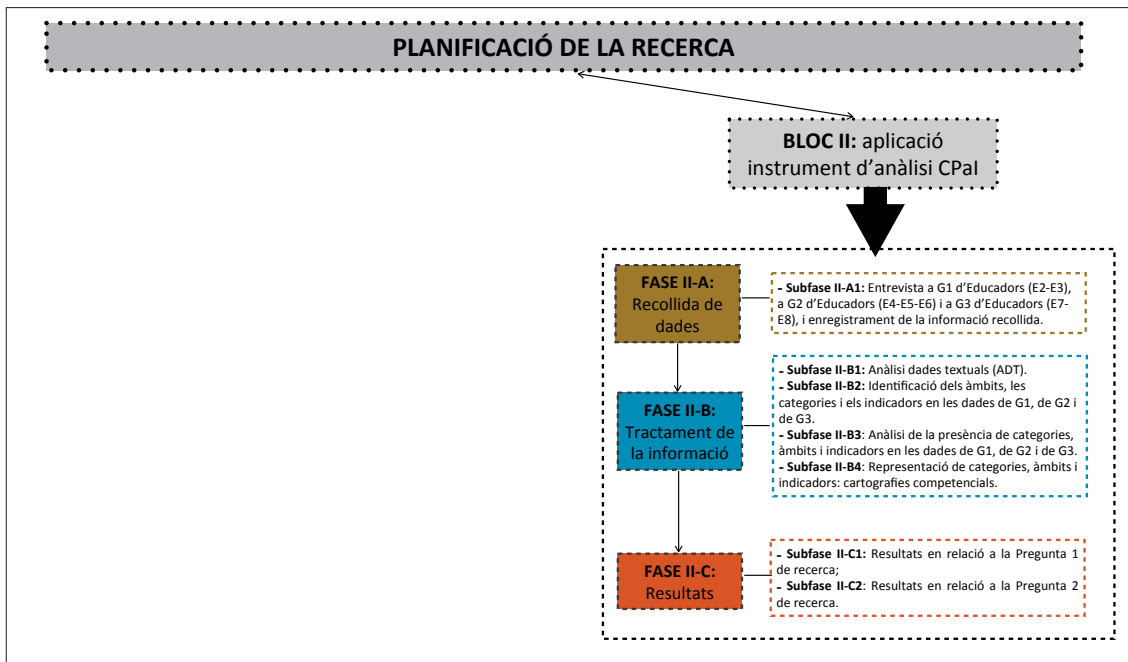 PLANIFICACIÓ DE LA RECERCA
BLOC II: aplicació
instrument d'anàlisi CPaI
FASE II-A:
Recollida de
dades
- Subfase II-A1: Entrevista a G1 d'Educadors (E2-E3),
a G2 d'Educadors (E4-E5-E6) i a G3 d'Educadors (E7-
E8), i enregistrament de la informació recollida.
FASE II-B:
Tractament de
la informació
- Subfase II-B1: Anàlisi dades textuals (ADT).
- Subfase II-B2: Identificació dels àmbits, les
categories i els indicadors en les dades de G1, de G2 i
de G3.
- Subfase II-B3: Anàlisi de la presència de categories,
àmbits i indicadors en les dades de G1, de G2 i de G3.
- Subfase II-B4: Representació de categories, àmbits i
indicadors: cartografies competencials.
FASE II-C:
Resultats
- Subfase II-C1: Resultats en relació a la Pregunta 1
de recerca;
- Subfase II-C2: Resultats en relació a la Pregunta 2
de recerca.